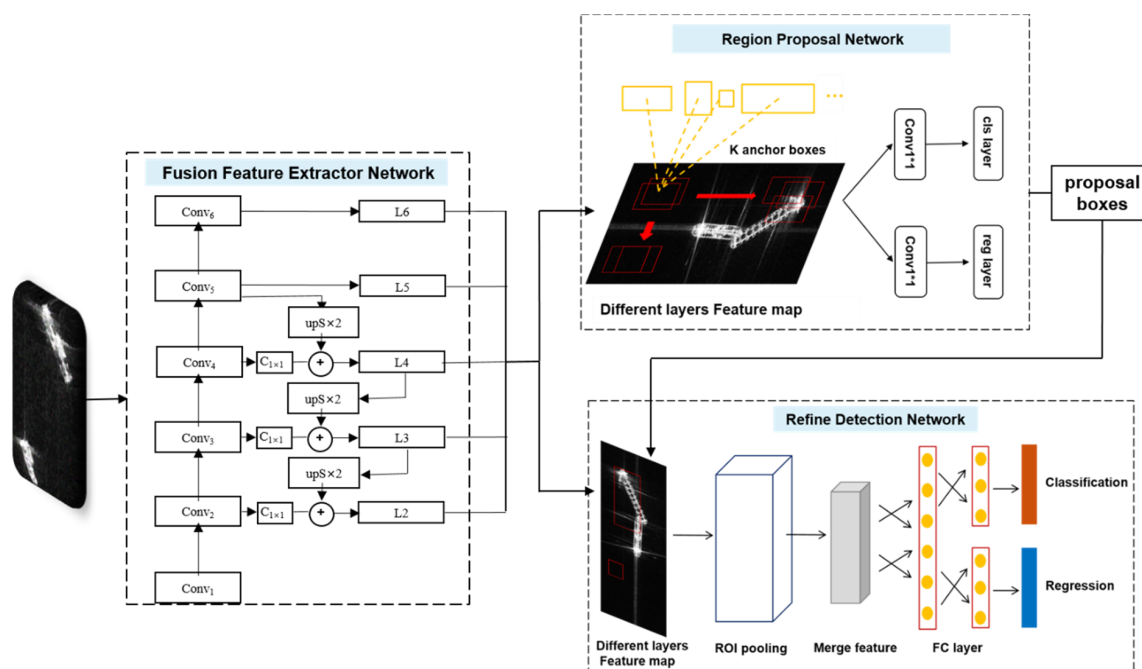 Fusion Feature Extractor Network
Conv6
L6
Conv5
L5
upS×2
Conv4
C1×1
+
L4
upS×2
Conv3
C1×1
+
L3
upS×2
Conv2
C1×1
+
L2
Conv1
Region Proposal Network
...
K anchor boxes
Conv1*1
cls layer
Conv1*1
reg layer
Different layers Feature map
proposal
boxes
Refine Detection Network
Classification
Regression
Different layers
Feature map
ROI pooling
Merge feature
FC layer